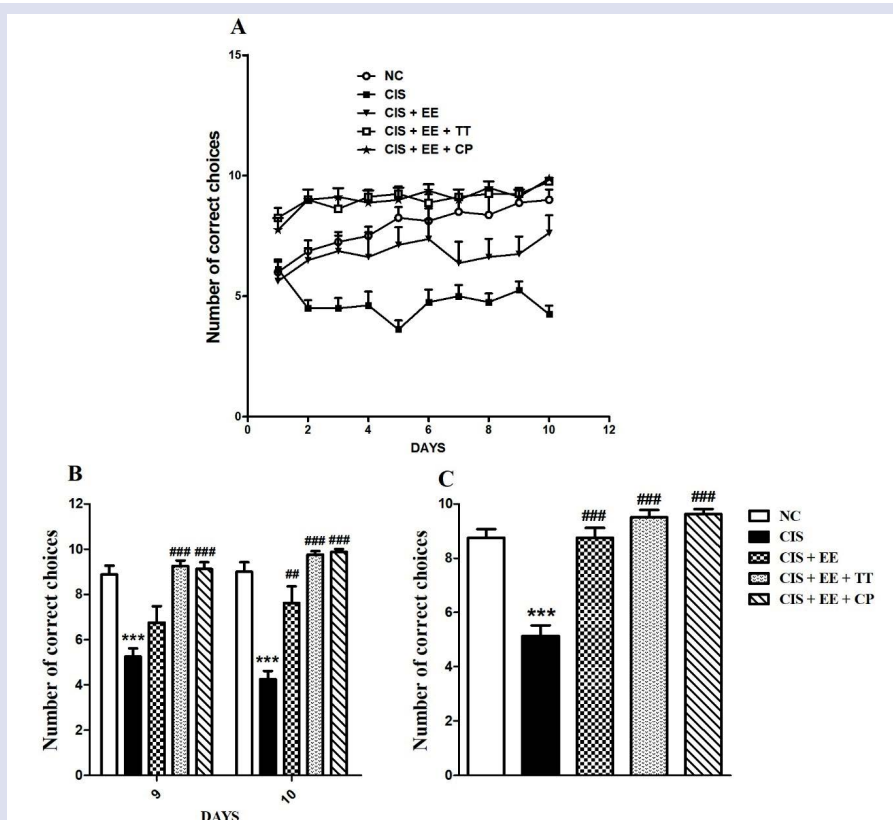 A
15
10
5
0
Number of correct choices
NC
CIS
CIS + EE
CIS + EE + TT
CIS + EE + CP
0 2 4 6 8 10 12
DAYS
B
12
10
8
6
4
2
0
Number of correct choices
*** ### ###
*** ## ### ###
9 10
DAYS
C
10
8
6
4
2
0
Number of correct choices
*** ### ### ###
NC
CIS
CIS + EE
CIS + EE + TT
CIS + EE + CP